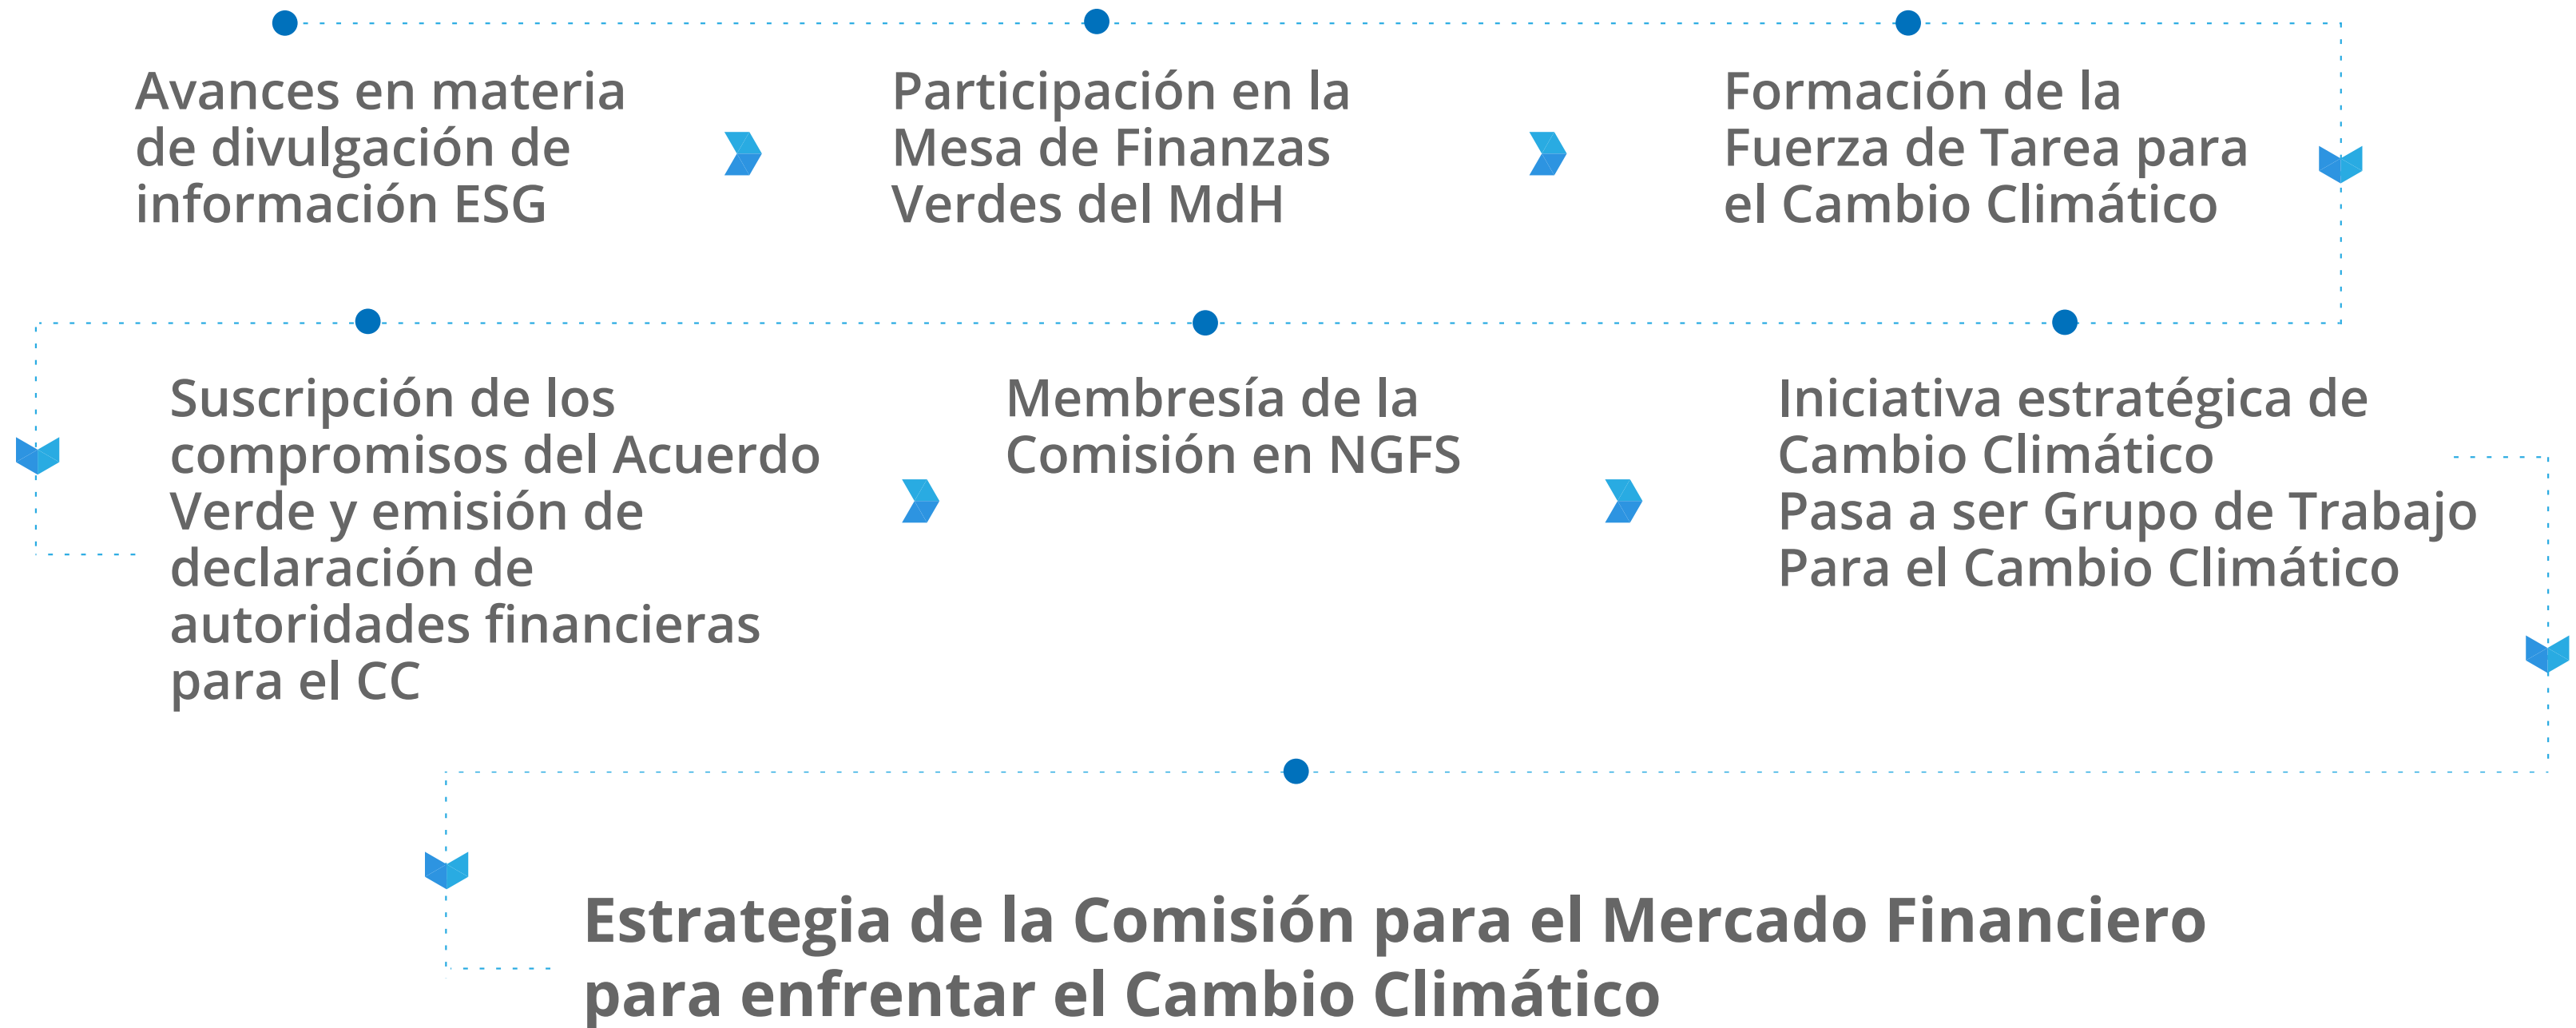 Avances en materia
de divulgación de
información ESG
Participación en la
Mesa de Finanzas
Verdes del MdH
Formación de la
Fuerza de Tarea para
el Cambio Climático
Suscripción de los
compromisos del Acuerdo
Verde y emisión de
declaración de
autoridades financieras
para el CC
Membresía de la
Comisión en NGFS
Iniciativa estratégica de
Cambio Climático
Pasa a ser Grupo de Trabajo
Para el Cambio Climático
Estrategia de la Comisión para el Mercado Financiero
para enfrentar el Cambio Climático